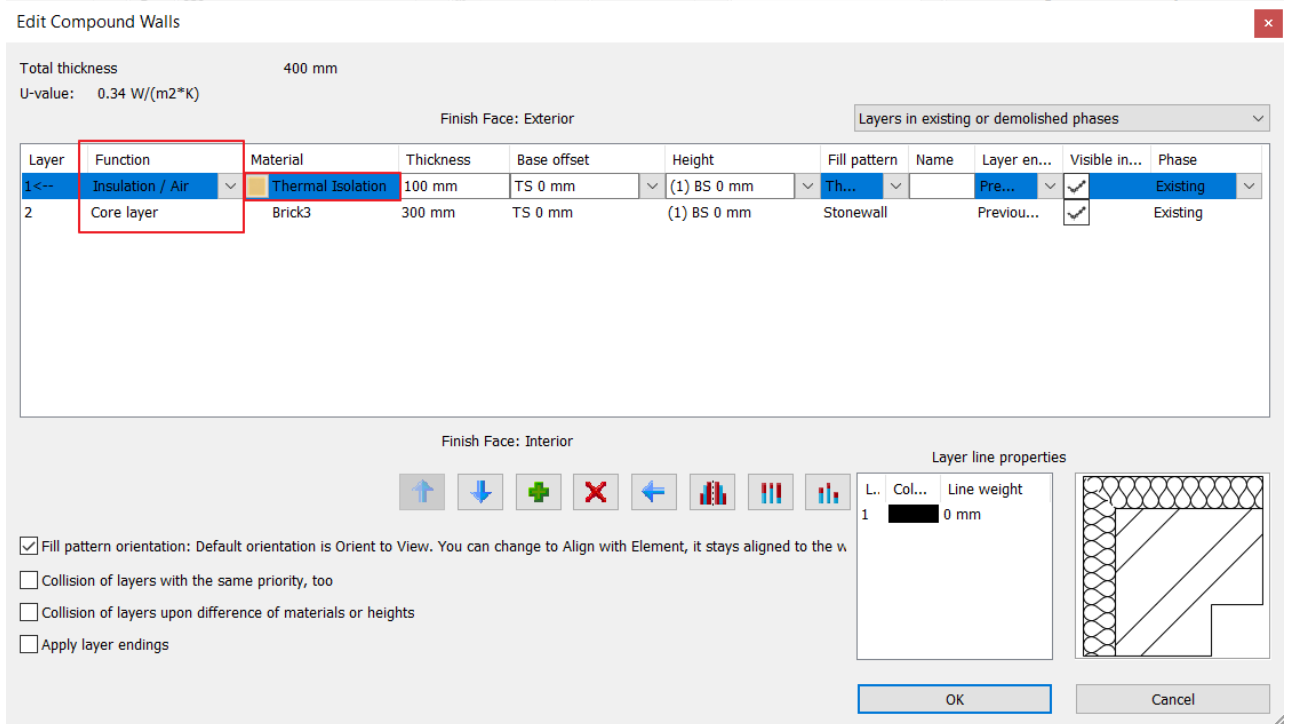 Edit Compound Walls
Total thickness 400 mm
U-value: 0.34 W/(m2*K)
Finish Face: Exterior
Layers in existing or demolished phases
Layer Function Material Thickness Base offset Height Fill pattern Name Layer en... Visible in... Phase
1<-- Insulation / Air Thermal Isolation 100 mm TS 0 mm (1) BS 0 mm Th... Pre... Existing
2 Core layer Brick3 300 mm TS 0 mm (1) BS 0 mm Stonewall Previou... Existing
Finish Face: Interior
Layer line properties
L.. Col... Line weight
1 0 mm
Fill pattern orientation: Default orientation is Orient to View. You can change to Align with Element, it stays aligned to the w
Collision of layers with the same priority, too
Collision of layers upon difference of materials or heights
Apply layer endings
OK Cancel